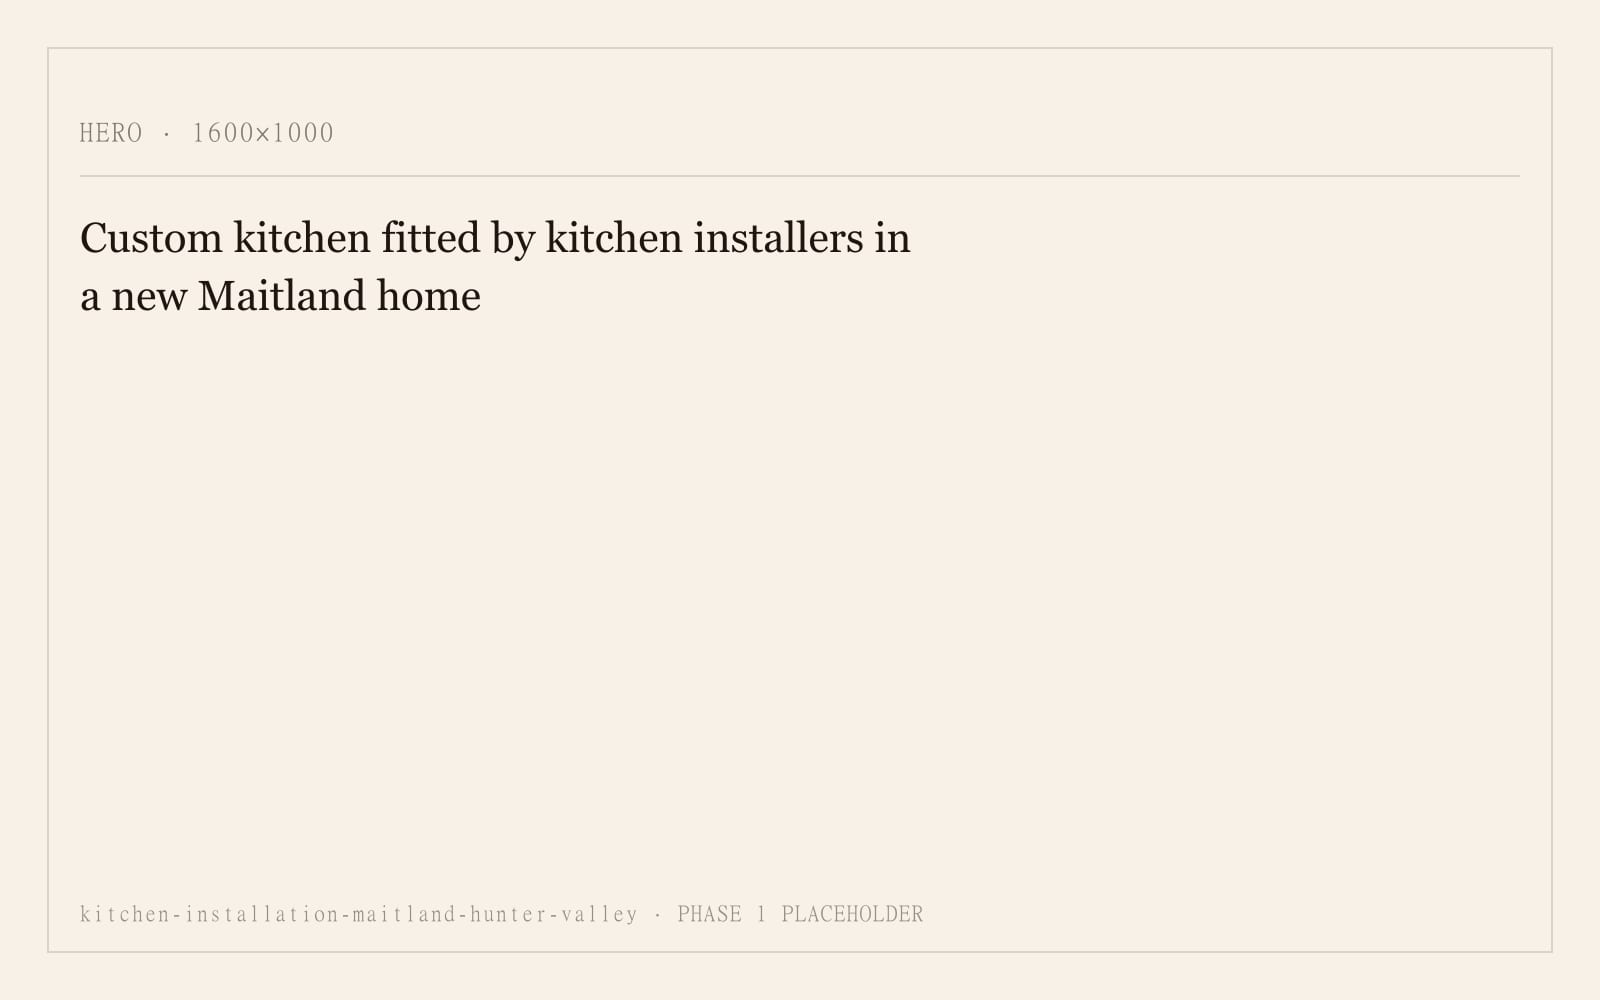 HERO · 1600×1000
Custom kitchen fitted by kitchen installers in
a new Maitland home
kitchen-installation-maitland-hunter-valley · PHASE 1 PLACEHOLDER